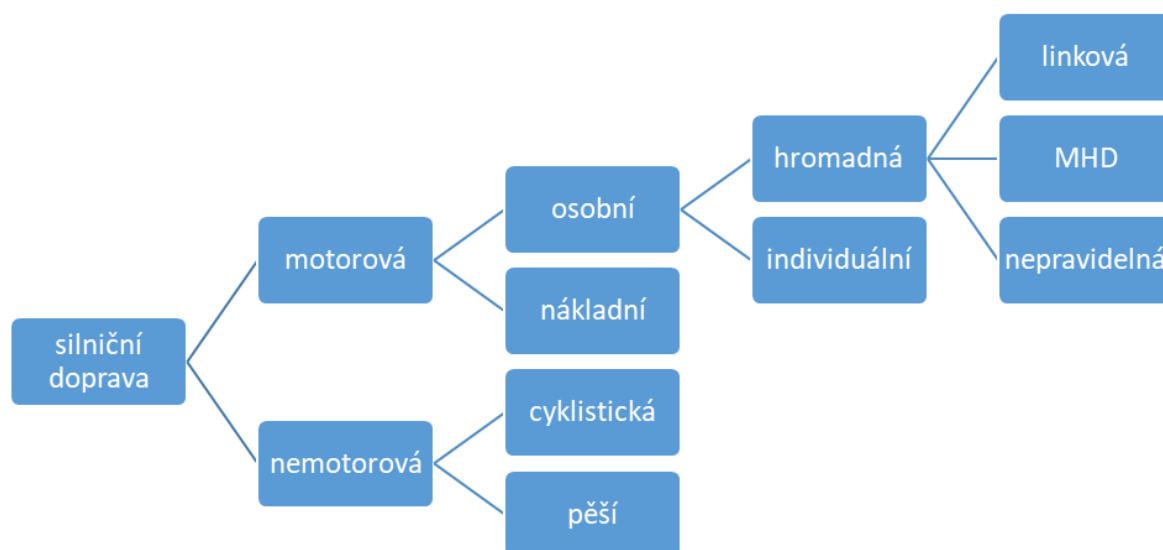 silniční
doprava
motorová
osobní
hromadná
linková
MHD
nepravidelná
individuální
nákladní
nemotorová
cyklistická
pěší